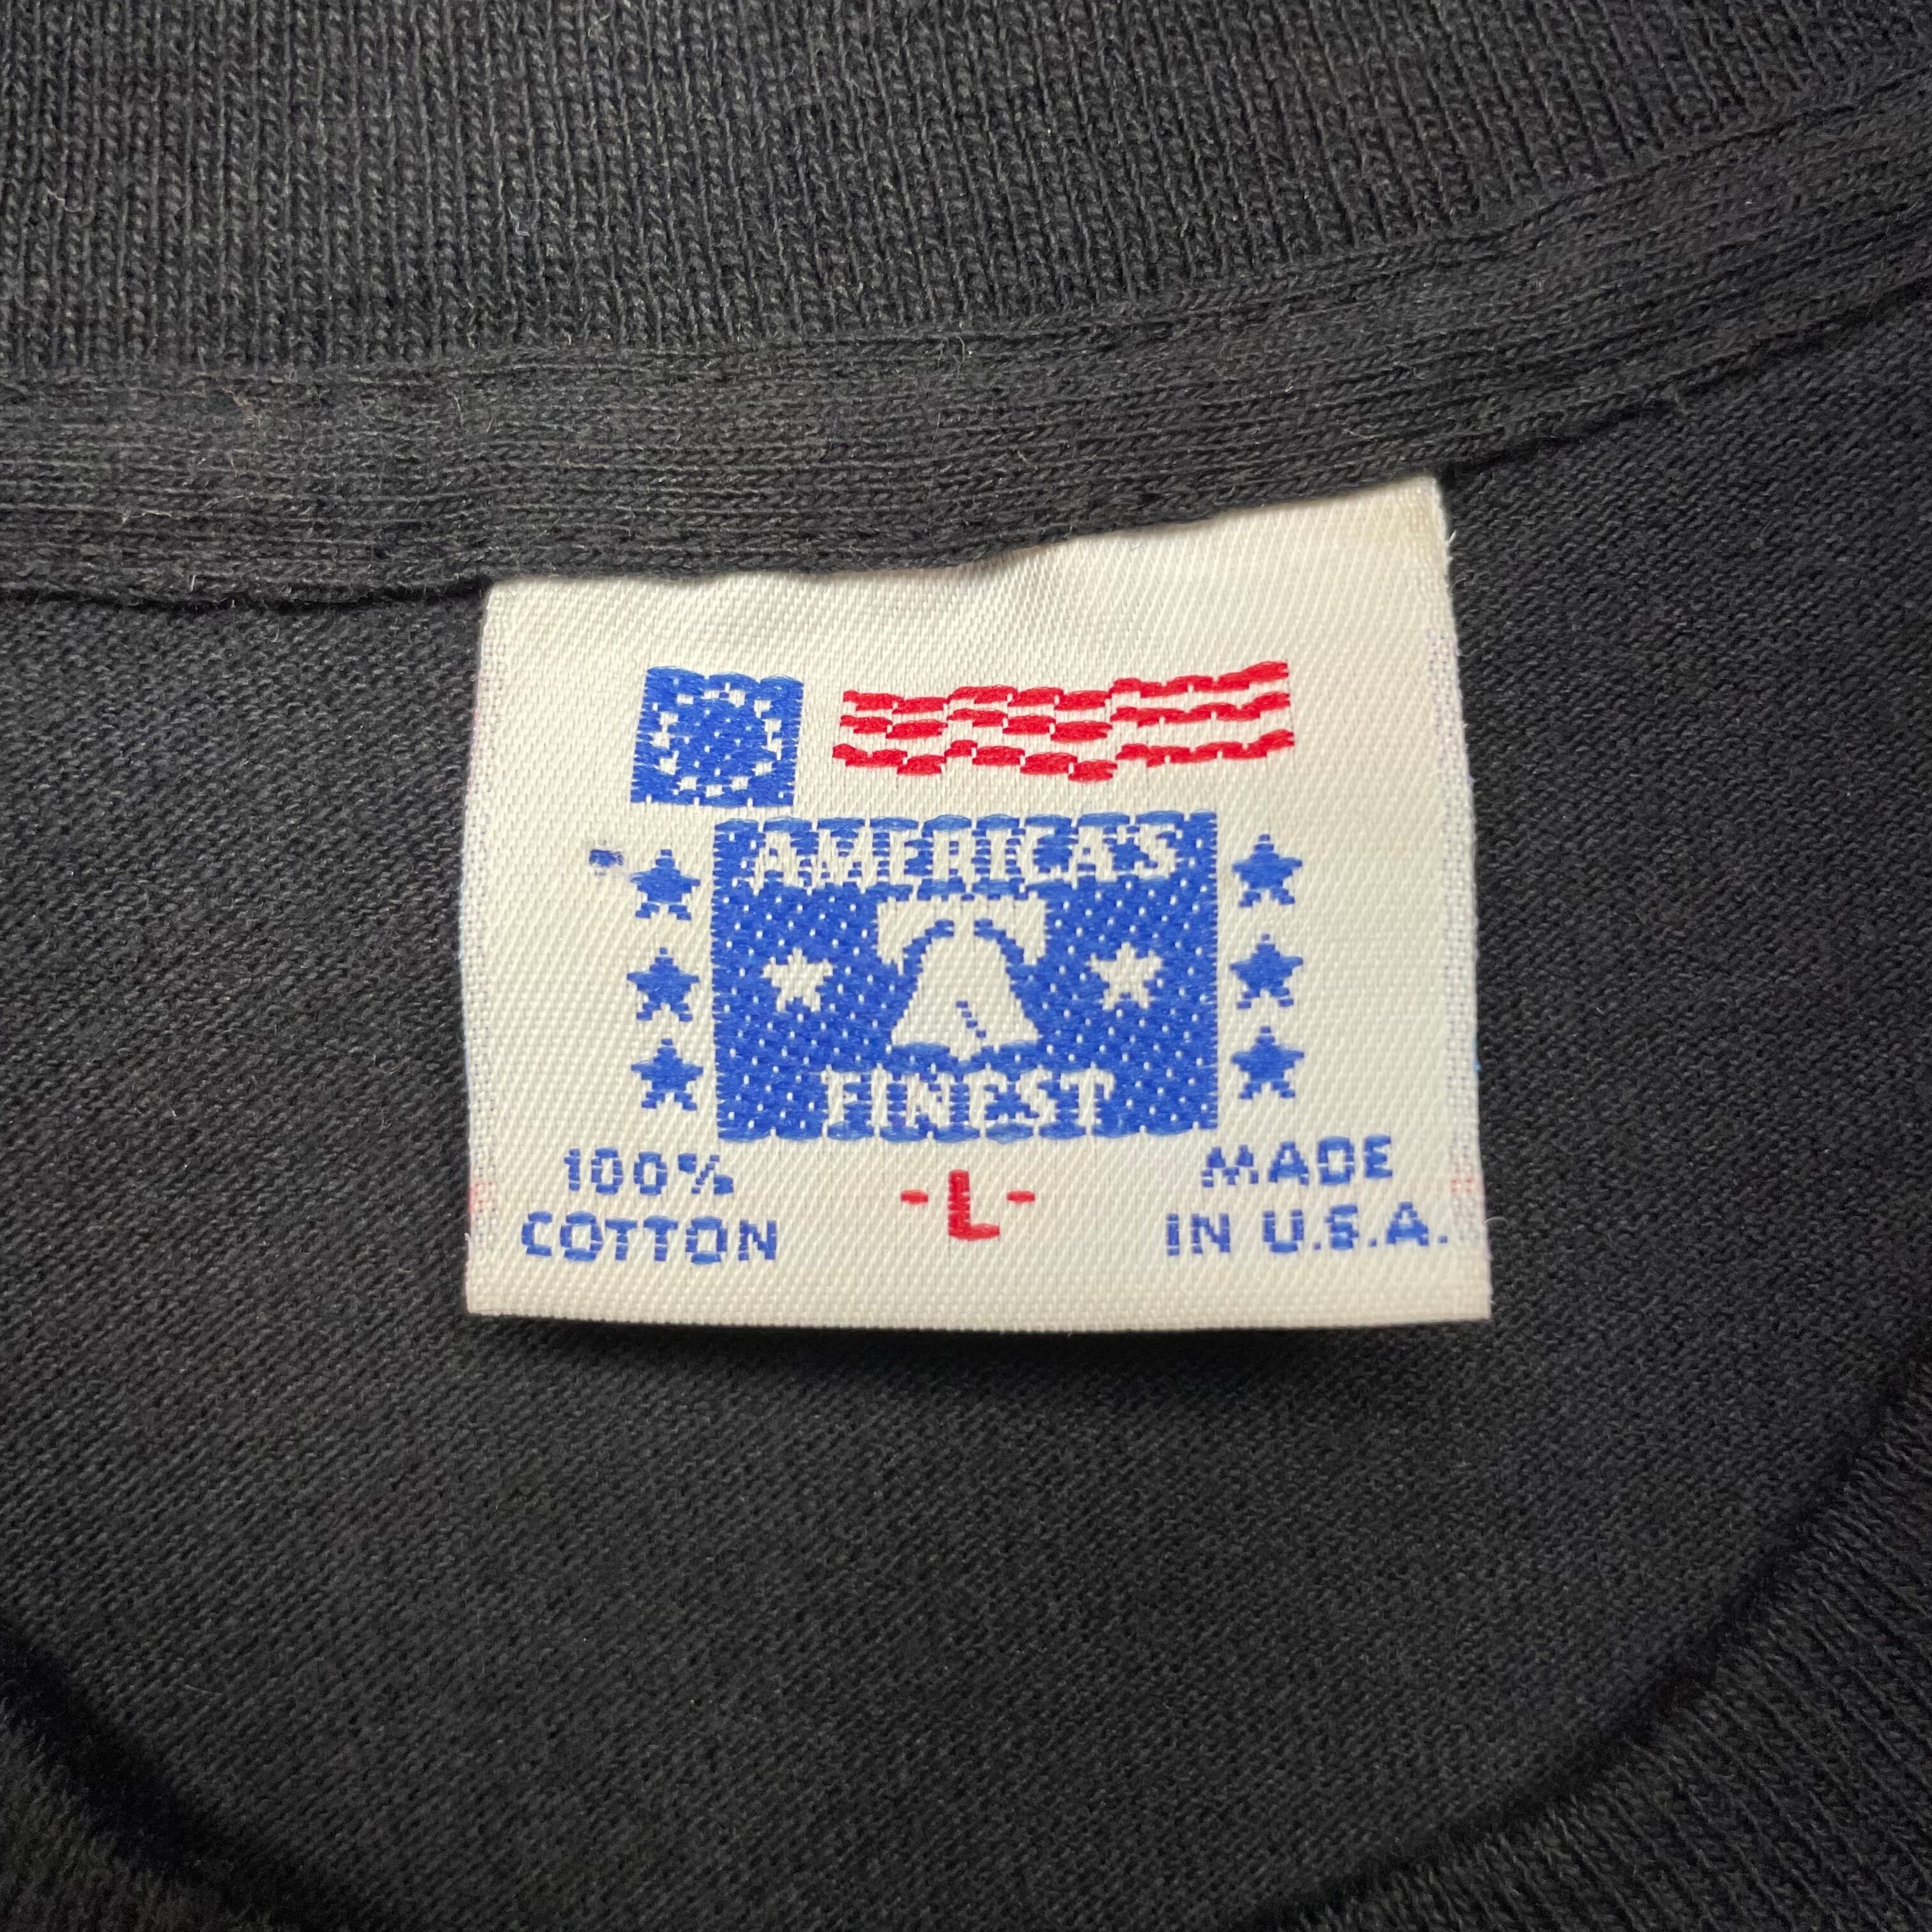 AMERICA'S
FINEST
100%
COTTON
-L-
MADE
IN U.S.A.